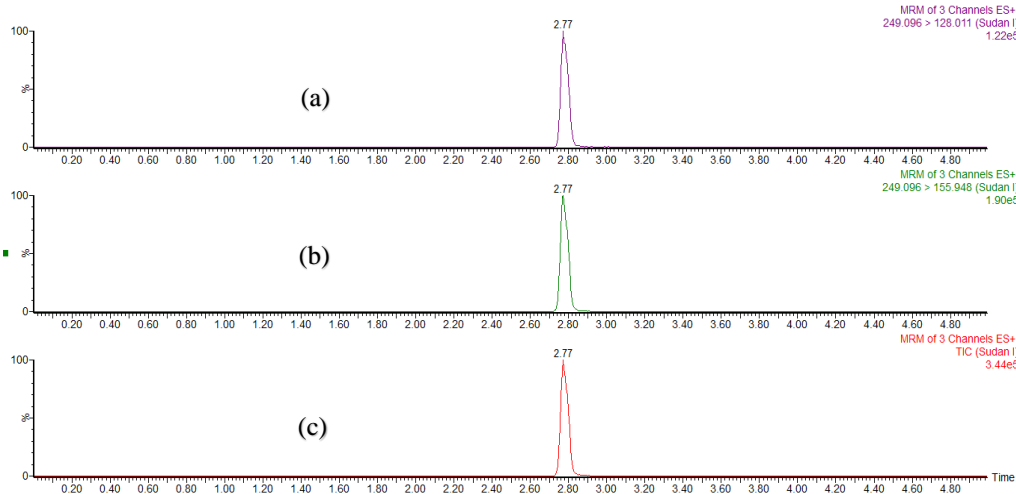 MRM of 3 Channels ES+
249.096 > 128.011 (Sudan I)
1.22e5
100
2.77
%
(a)
0
0.20 0.40 0.60 0.80 1.00 1.20 1.40 1.60 1.80 2.00 2.20 2.40 2.60 2.80 3.00 3.20 3.40 3.60 3.80 4.00 4.20 4.40 4.60 4.80
MRM of 3 Channels ES+
249.096 > 155.948 (Sudan I)
1.90e5
100
2.77
%
(b)
0
0.20 0.40 0.60 0.80 1.00 1.20 1.40 1.60 1.80 2.00 2.20 2.40 2.60 2.80 3.00 3.20 3.40 3.60 3.80 4.00 4.20 4.40 4.60 4.80
MRM of 3 Channels ES+
TIC (Sudan I)
3.44e5
100
2.77
%
(c)
0
Time
0.20 0.40 0.60 0.80 1.00 1.20 1.40 1.60 1.80 2.00 2.20 2.40 2.60 2.80 3.00 3.20 3.40 3.60 3.80 4.00 4.20 4.40 4.60 4.80